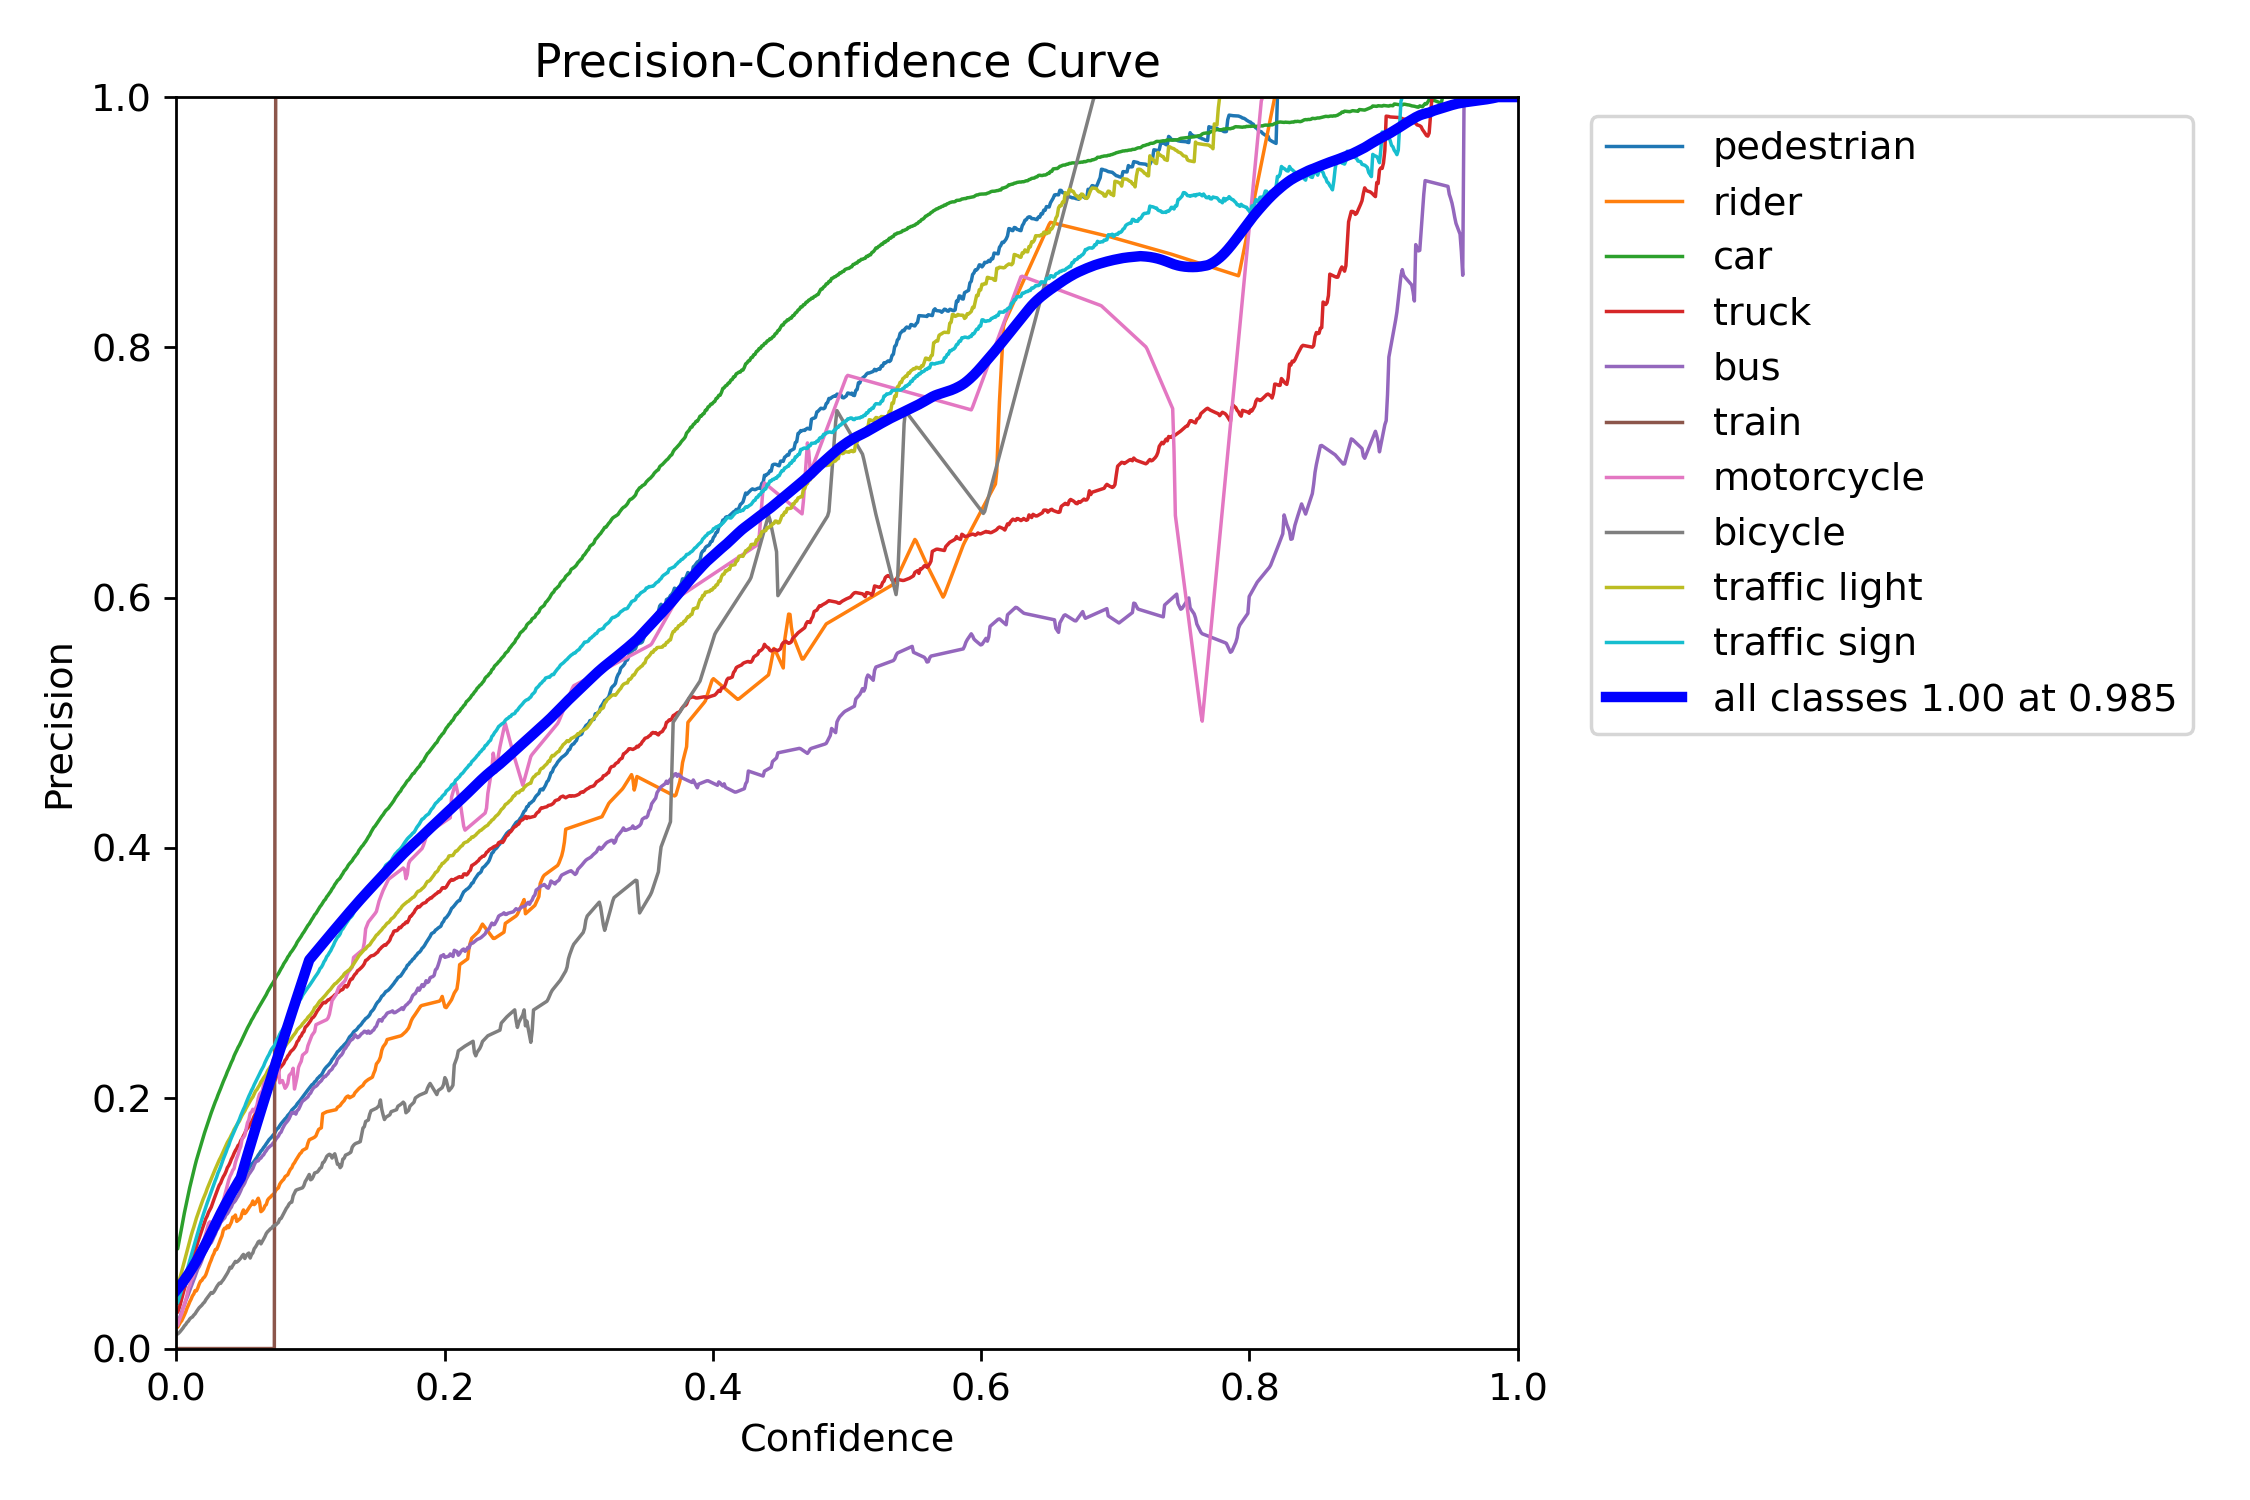 Precision-Confidence Curve
1.0
0.8
0.6
0.4
0.2
0.0
Precision
0.0 0.2 0.4 0.6 0.8 1.0
Confidence
pedestrian
rider
car
truck
bus
train
motorcycle
bicycle
traffic light
traffic sign
all classes 1.00 at 0.985